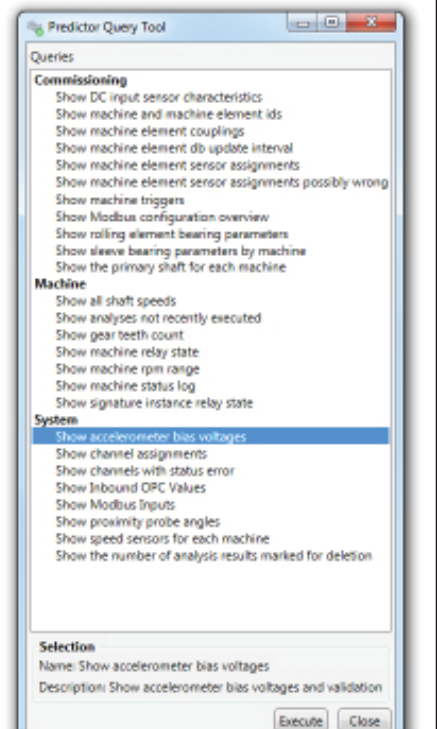 Predictor Query Tool
Queries
Commissioning
Show DC input sensor characteristics
Show machine and machine element ids
Show machine element couplings
Show machine element db update interval
Show machine element sensor assignments
Show machine element sensor assignments possibly wrong
Show machine triggers
Show Modbus configuration overview
Show rolling element bearing parameters
Show sleeve bearing parameters by machine
Show the primary shaft for each machine
Machine
Show all shaft speeds
Show analyses not recently executed
Show gear teeth count
Show machine relay state
Show machine rpm range
Show machine status log
Show signature instance relay state
System
Show accelerometer bias voltages
Show channel assignments
Show channels with status error
Show Inbound OPC Values
Show Modbus Inputs
Show proximity probe angles
Show speed sensors for each machine
Show the number of analysis results marked for deletion
Selection
Name: Show accelerometer bias voltages
Description: Show accelerometer bias voltages and validation
Execute Close